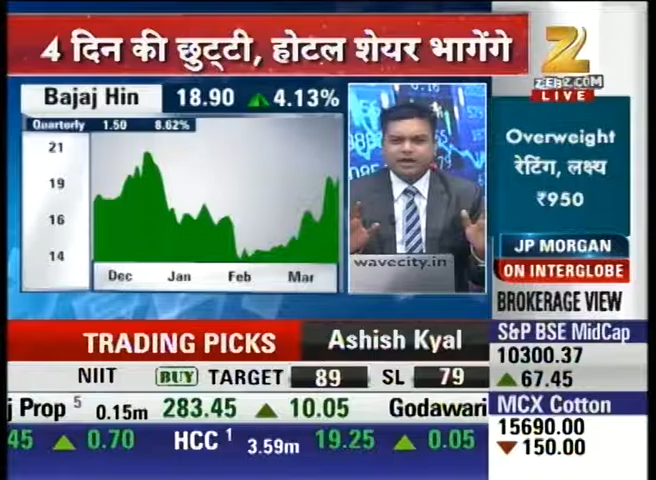 4 दिन की छुट्टी, होटल शेयर भागेंगे
Z
ZEEBIZ.COM
LIVE
Bajaj Hin 18.90 4.13%
Quarterly 1.50 8.62%
21
19
16
14
Dec Jan Feb Mar
wavecity.in
Overweight
रेटिंग, लक्ष्य
₹950
JP MORGAN
ON INTERGLOBE
BROKERAGE VIEW
TRADING PICKS Ashish Kyal
NIIT BUY TARGET 89 SL 79
S&P BSE MidCap
10300.37
67.45
MCX Cotton
15690.00
150.00
j Prop 5 0.15m 283.45 10.05 Godawari
45 0.70 HCC 1 3.59m 19.25 0.05